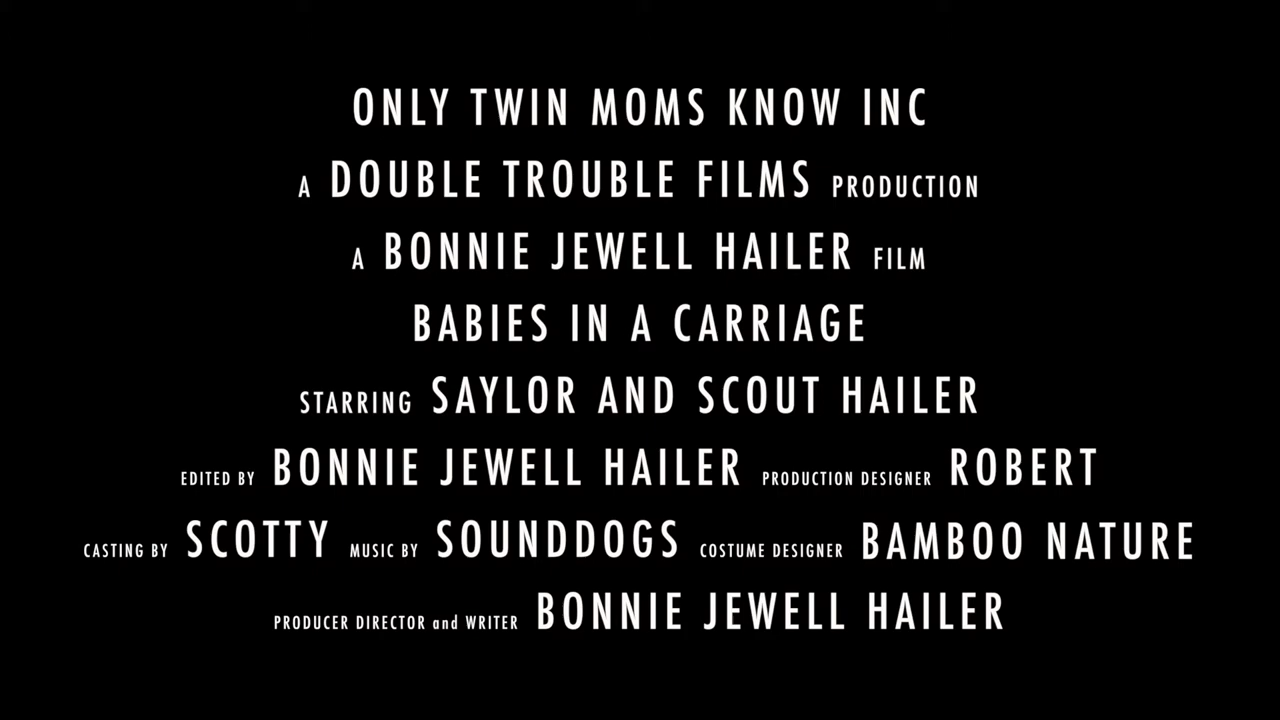 ONLY TWIN MOMS KNOW INC
A DOUBLE TROUBLE FILMS PRODUCTION
A BONNIE JEWELL HAILER FILM
BABIES IN A CARRIAGE
STARRING SAYLOR AND SCOUT HAILER
EDITED BY BONNIE JEWELL HAILER PRODUCTION DESIGNER ROBERT
CASTING BY SCOTTY MUSIC BY SOUNDDOGS COSTUME DESIGNER BAMBOO NATURE
PRODUCER DIRECTOR and WRITER BONNIE JEWELL HAILER